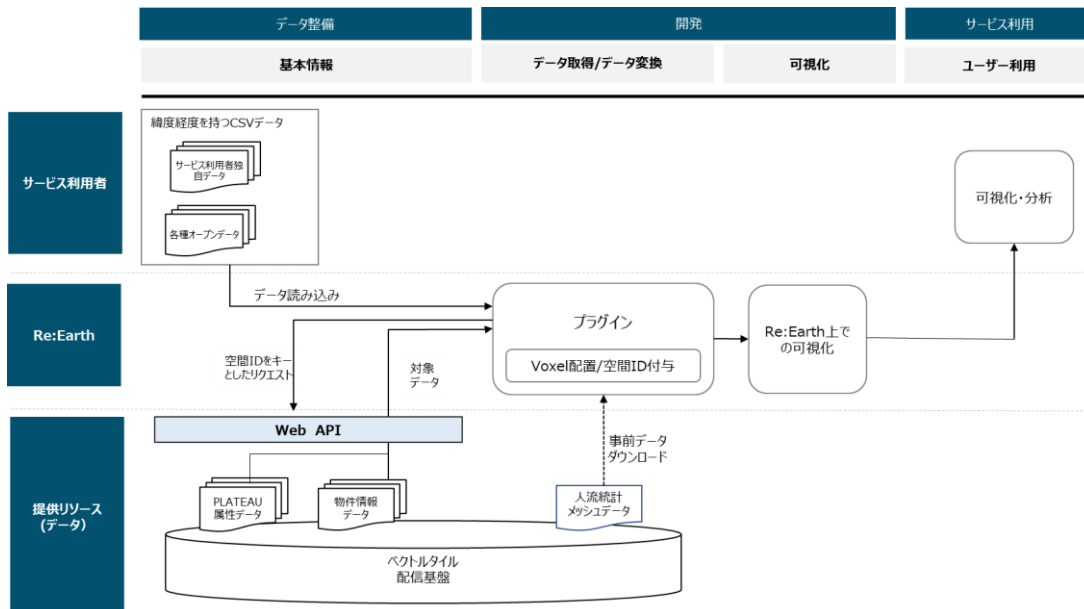 データ整備
開発
サービス利用
基本情報
データ取得/データ変換
可視化
ユーザー利用
サービス利用者
緯度経度を持つCSVデータ
サービス利用者独
自データ
各種オープンデータ
可視化・分析
Re:Earth
データ読み込み
空間IDをキー
としたリクエスト
対象
データ
プラグイン
Voxel配置/空間ID付与
Re:Earth上で
の可視化
提供リソース
(データ)
Web API
事前データ
ダウンロード
PLATEAU
属性データ
物件情報
データ
人流統計
メッシュデータ
ベクトルタイル
配信基盤